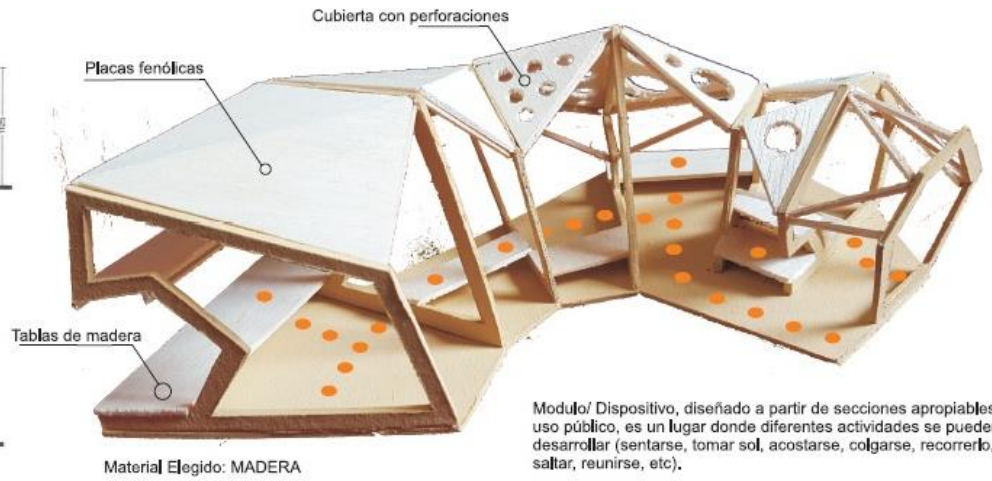 Cubierta con perforaciones
Placas fenólicas
Tablas de madera
Modulo/ Dispositivo, diseñado a partir de secciones apropiables
uso público, es un lugar donde diferentes actividades se puede
desarrollar (sentarse, tomar sol, acostarse, colgarse, recorrerlo,
saltar, reunirse, etc).
Material Elegido: MADERA